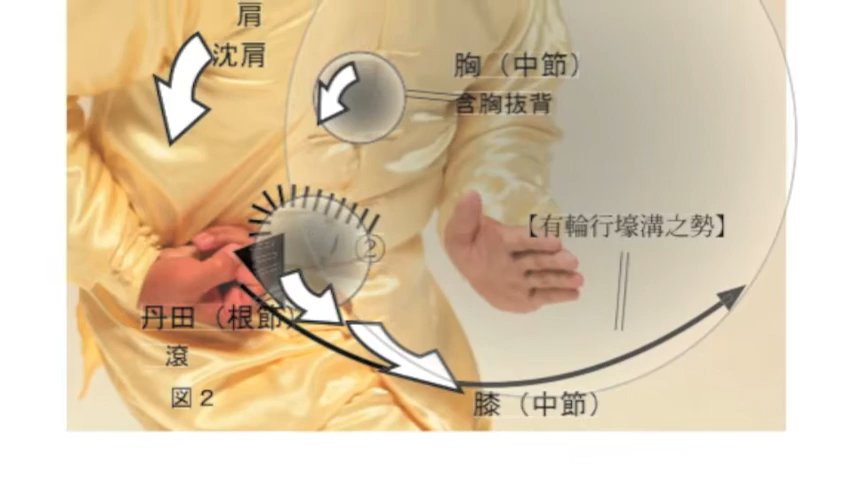 肩
沈肩
胸（中節）
含胸抜背
【有輪行壕溝之勢】
②
丹田（根節）
滾
図２
膝（中節）